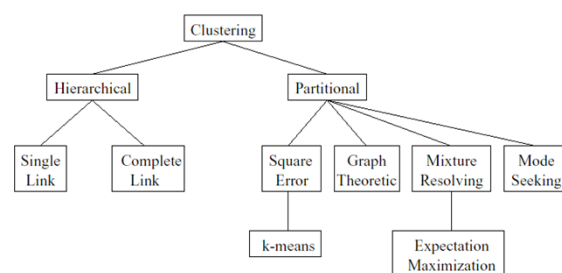 Clustering
Hierarchical
Partitional
Single
Link
Complete
Link
Square
Error
Graph
Theoretic
Mixture
Resolving
Mode
Seeking
k-means
Expectation
Maximization